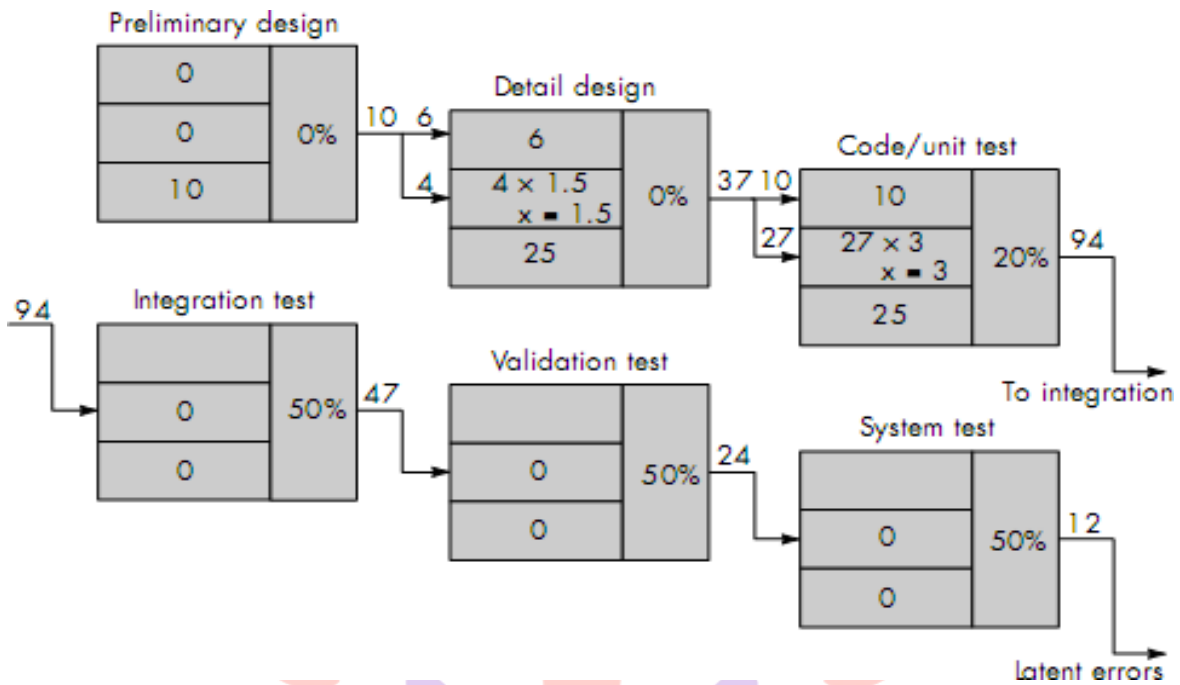 Preliminary design
0
0
10
0%
10 6
4
Detail design
6
4 × 1.5
x = 1.5
25
0%
37 10
27
Code/unit test
10
27 × 3
x = 3
25
20%
94
To integration
94
Integration test
0
0
50%
47
Validation test
0
0
50%
24
System test
0
0
50%
12
Latent errors